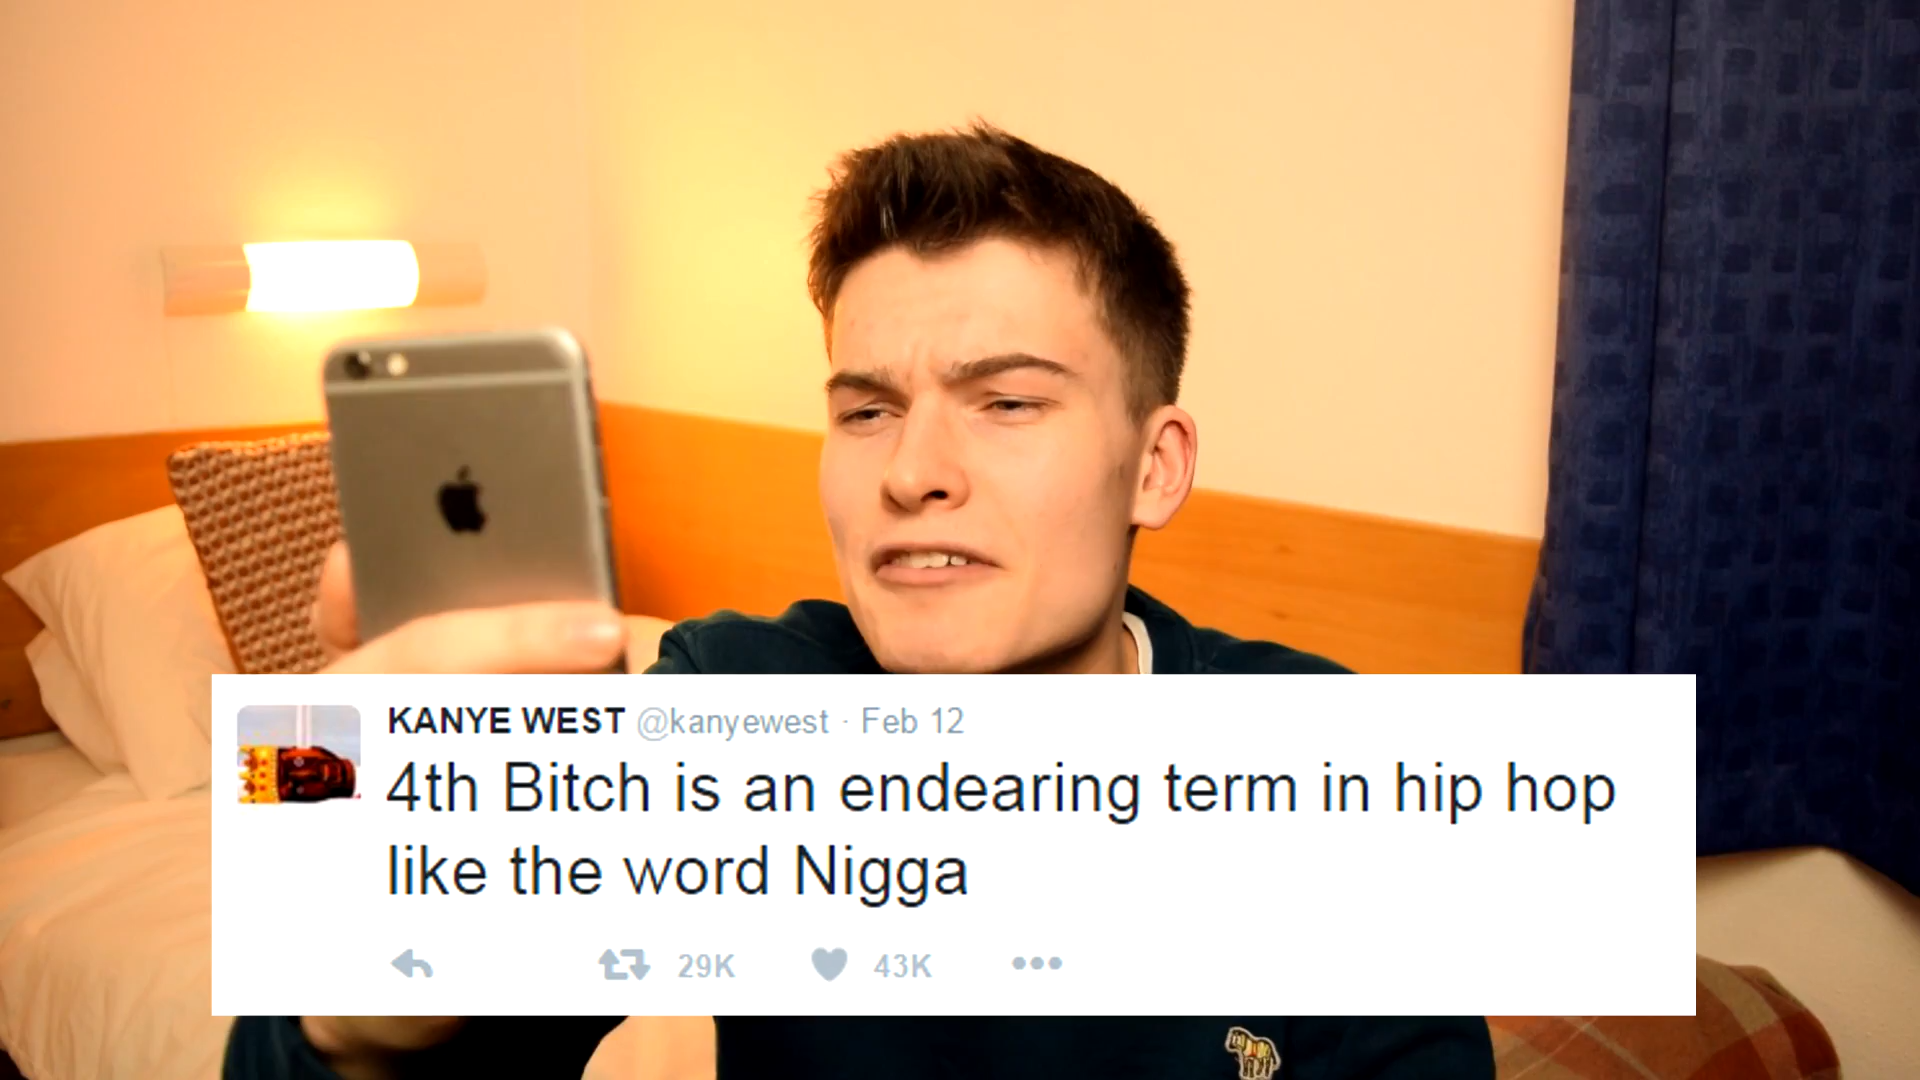 KANYE WEST @kanyewest · Feb 12
4th Bitch is an endearing term in hip hop
like the word Nigga
29K 43K